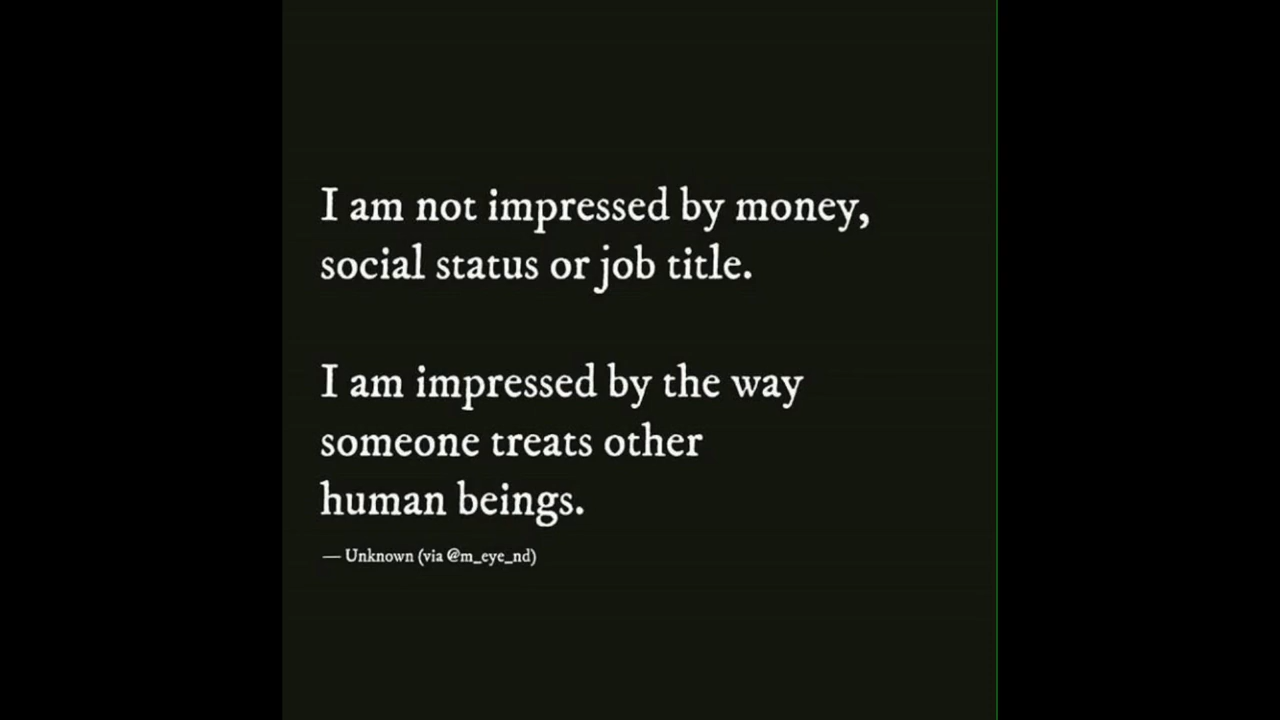 I am not impressed by money,
social status or job title.
I am impressed by the way
someone treats other
human beings.
— Unknown (via @m_eye_nd)